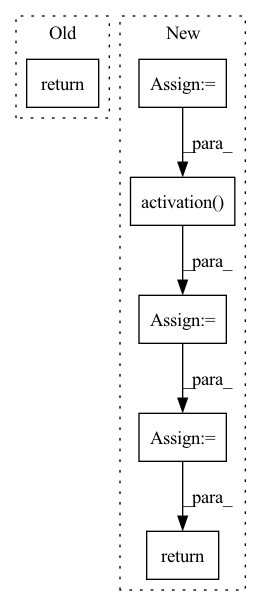 Old
return
New
Assign:=
_para_
activation()
_para_
Assign:=
_para_
Assign:=
_para_
return